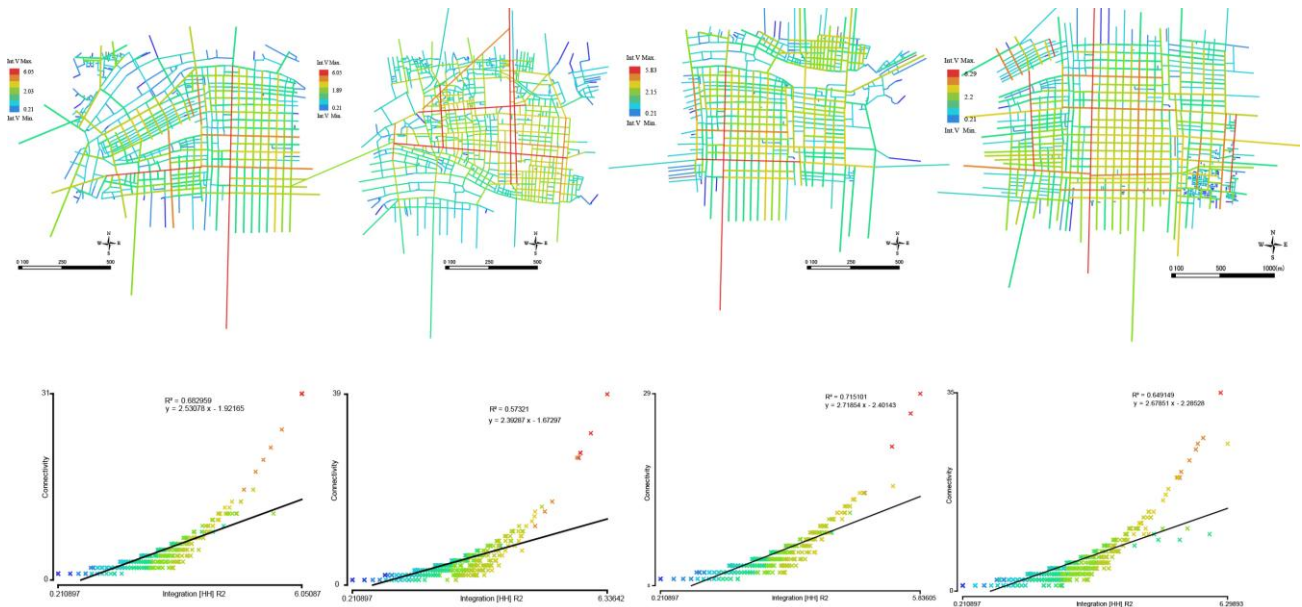 Int.V Max.
6.05
2.03
0.21
Int.V Min.
N
W E
S
0 100 250 500
Int.V Max.
6.05
1.89
0.21
Int.V Min.
N
W E
S
0 100 250 500
Int.V Max.
5.83
2.15
0.21
Int.V Min.
N
W E
S
0 100 250 500
Int.V Max.
6.29
2.2
0.21
Int.V Min.
N
W E
S
0 100 500 1000(m)
31
R² = 0.682959
y = 2.53078 x - 1.92165
Connectivity
0
0.210897 Integration [HH] R2 6.05087
39
R² = 0.57321
y = 2.39287 x - 1.67297
Connectivity
0
0.210897 Integration [HH] R2 6.33642
29
R² = 0.715101
y = 2.71854 x - 2.40143
Connectivity
0.210897 Integration [HH] R2 5.83605
35
R² = 0.649149
y = 2.67851 x - 2.28528
Connectivity
0
0.210897 Integration [HH] R2 6.29893